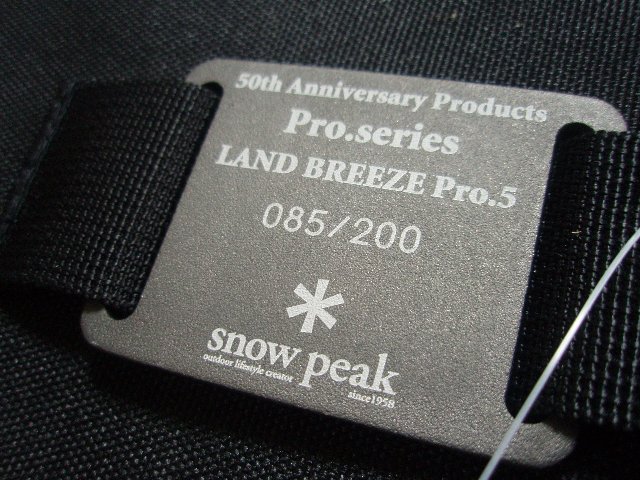 50th Anniversary Products
Pro.series
LAND BREEZE Pro.5
085/200
snow peak
outdoor lifestyle creator
since1958